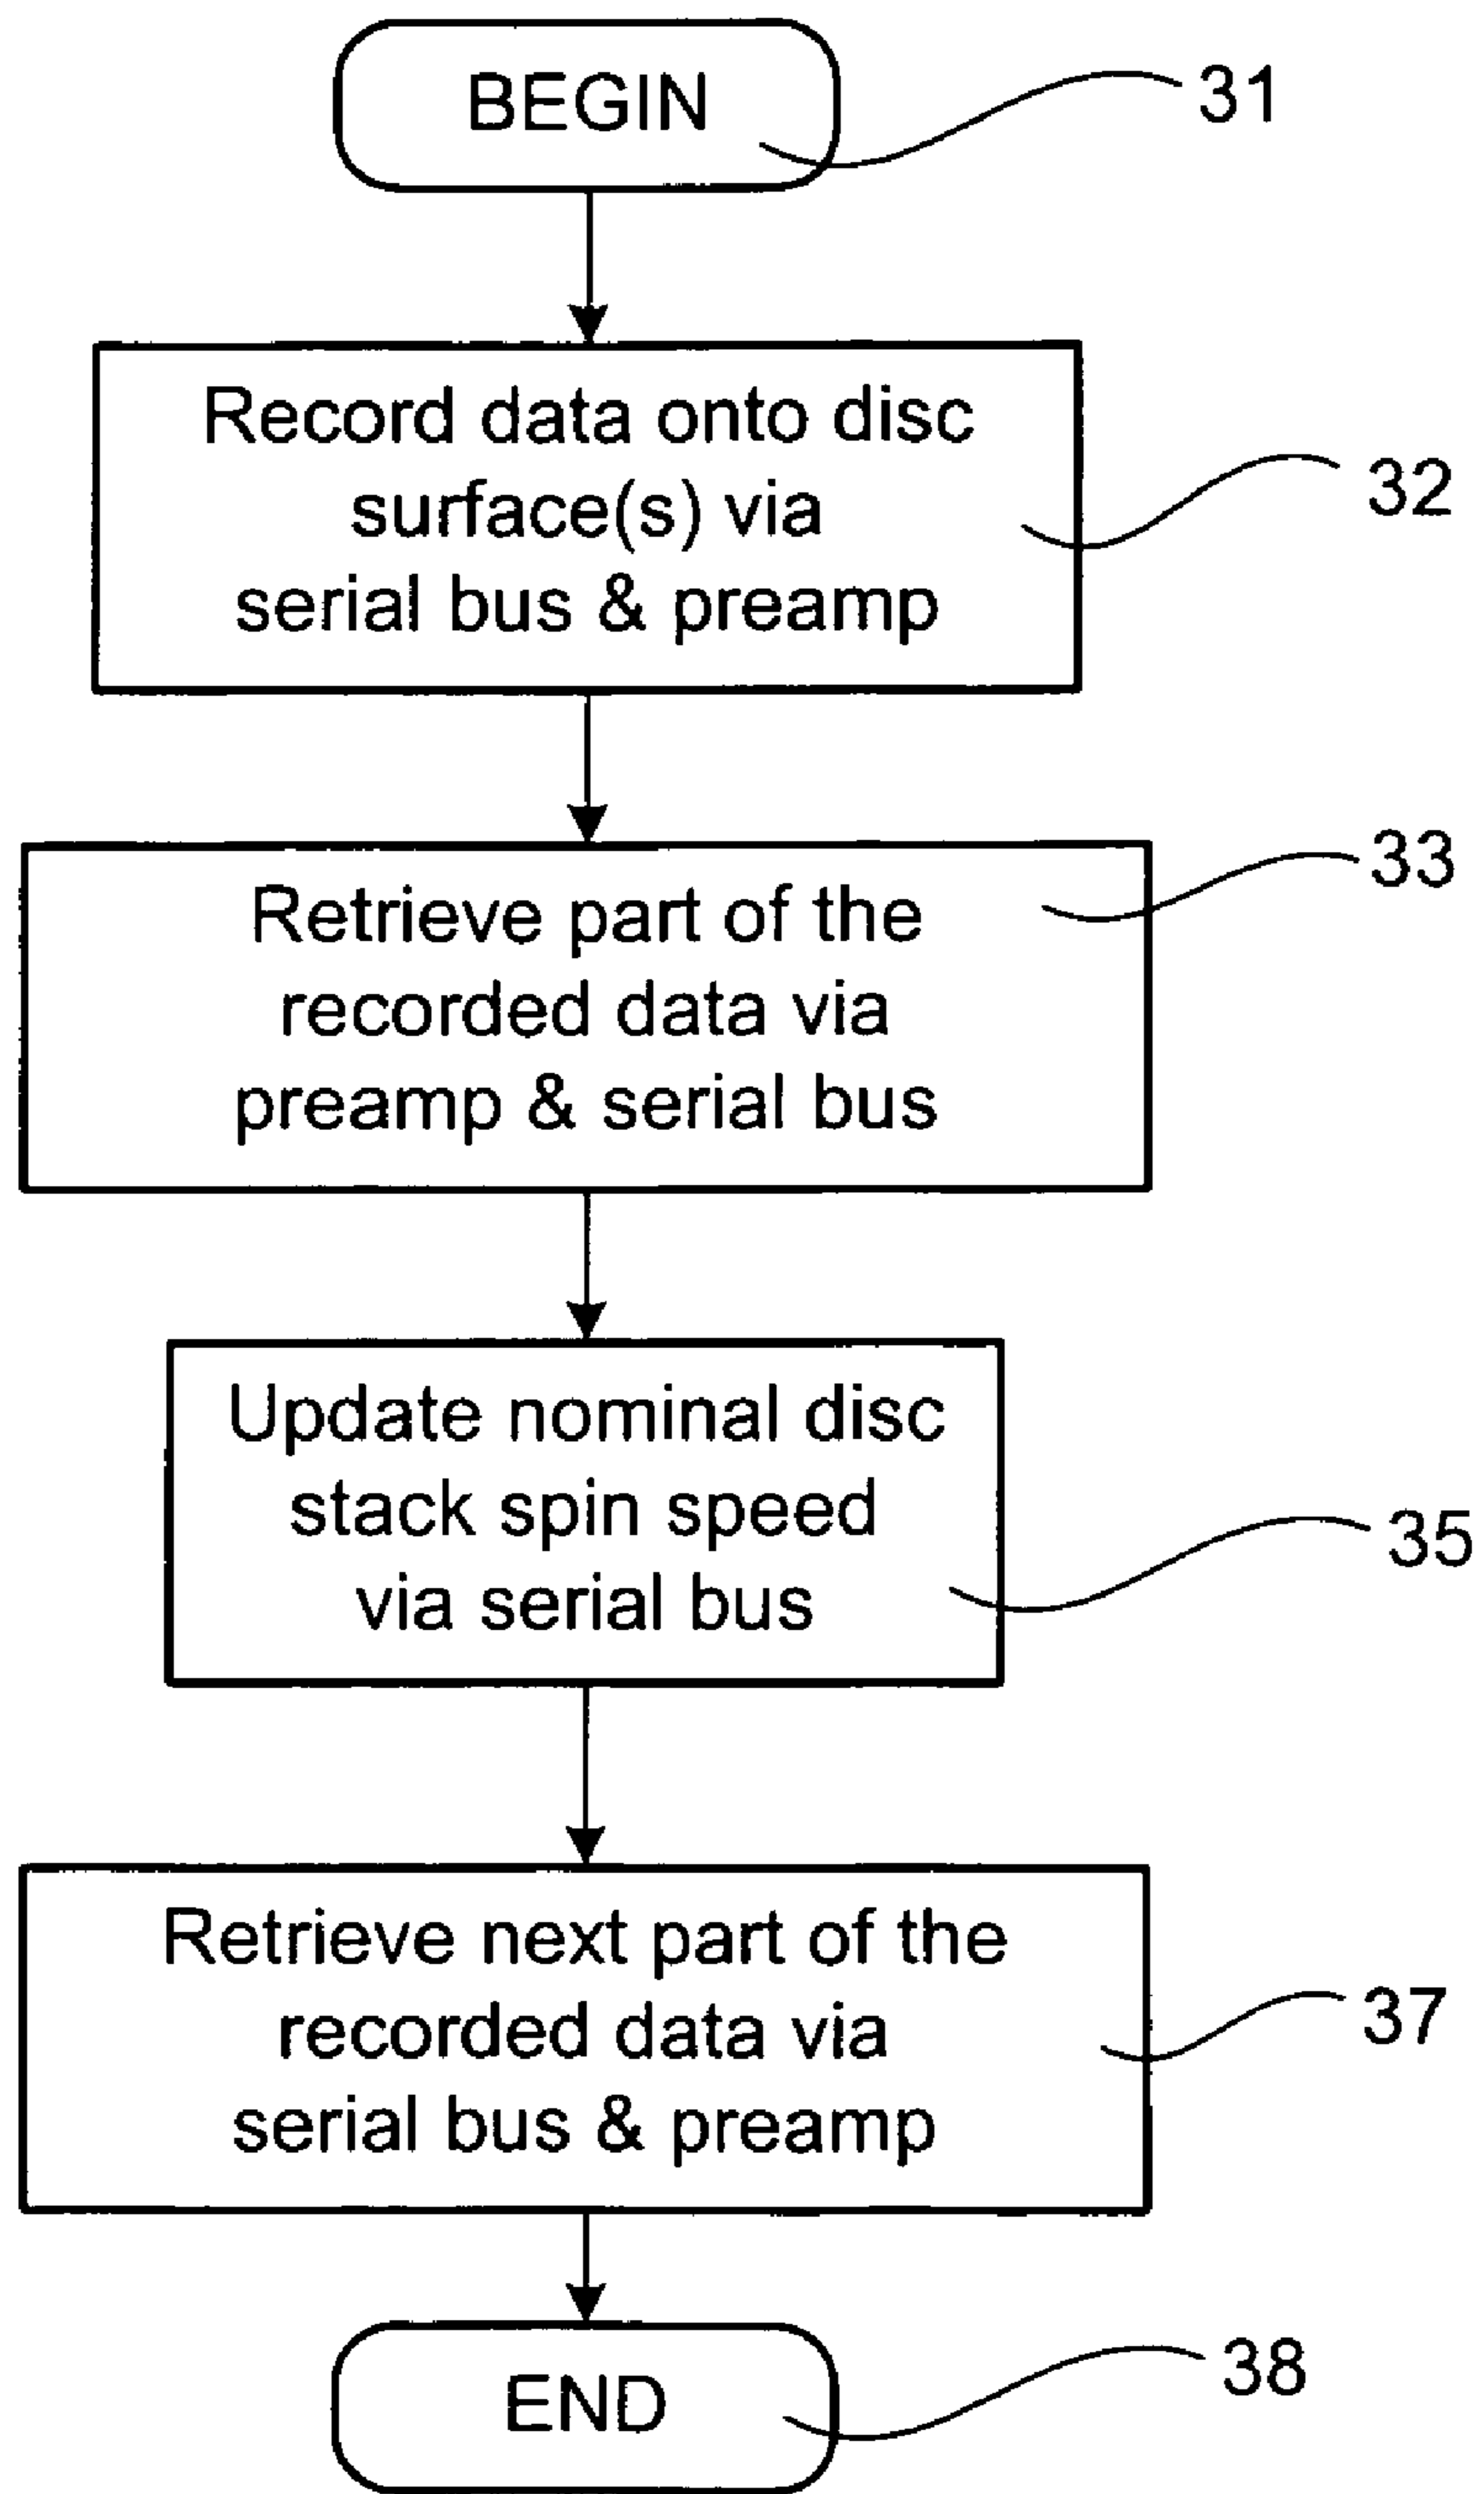 BEGIN
31
Record data onto disc
surface(s) via
serial bus & preamp
32
Retrieve part of the
recorded data via
preamp & serial bus
33
Update nominal disc
stack spin speed
via serial bus
35
Retrieve next part of the
recorded data via
serial bus & preamp
37
END
38